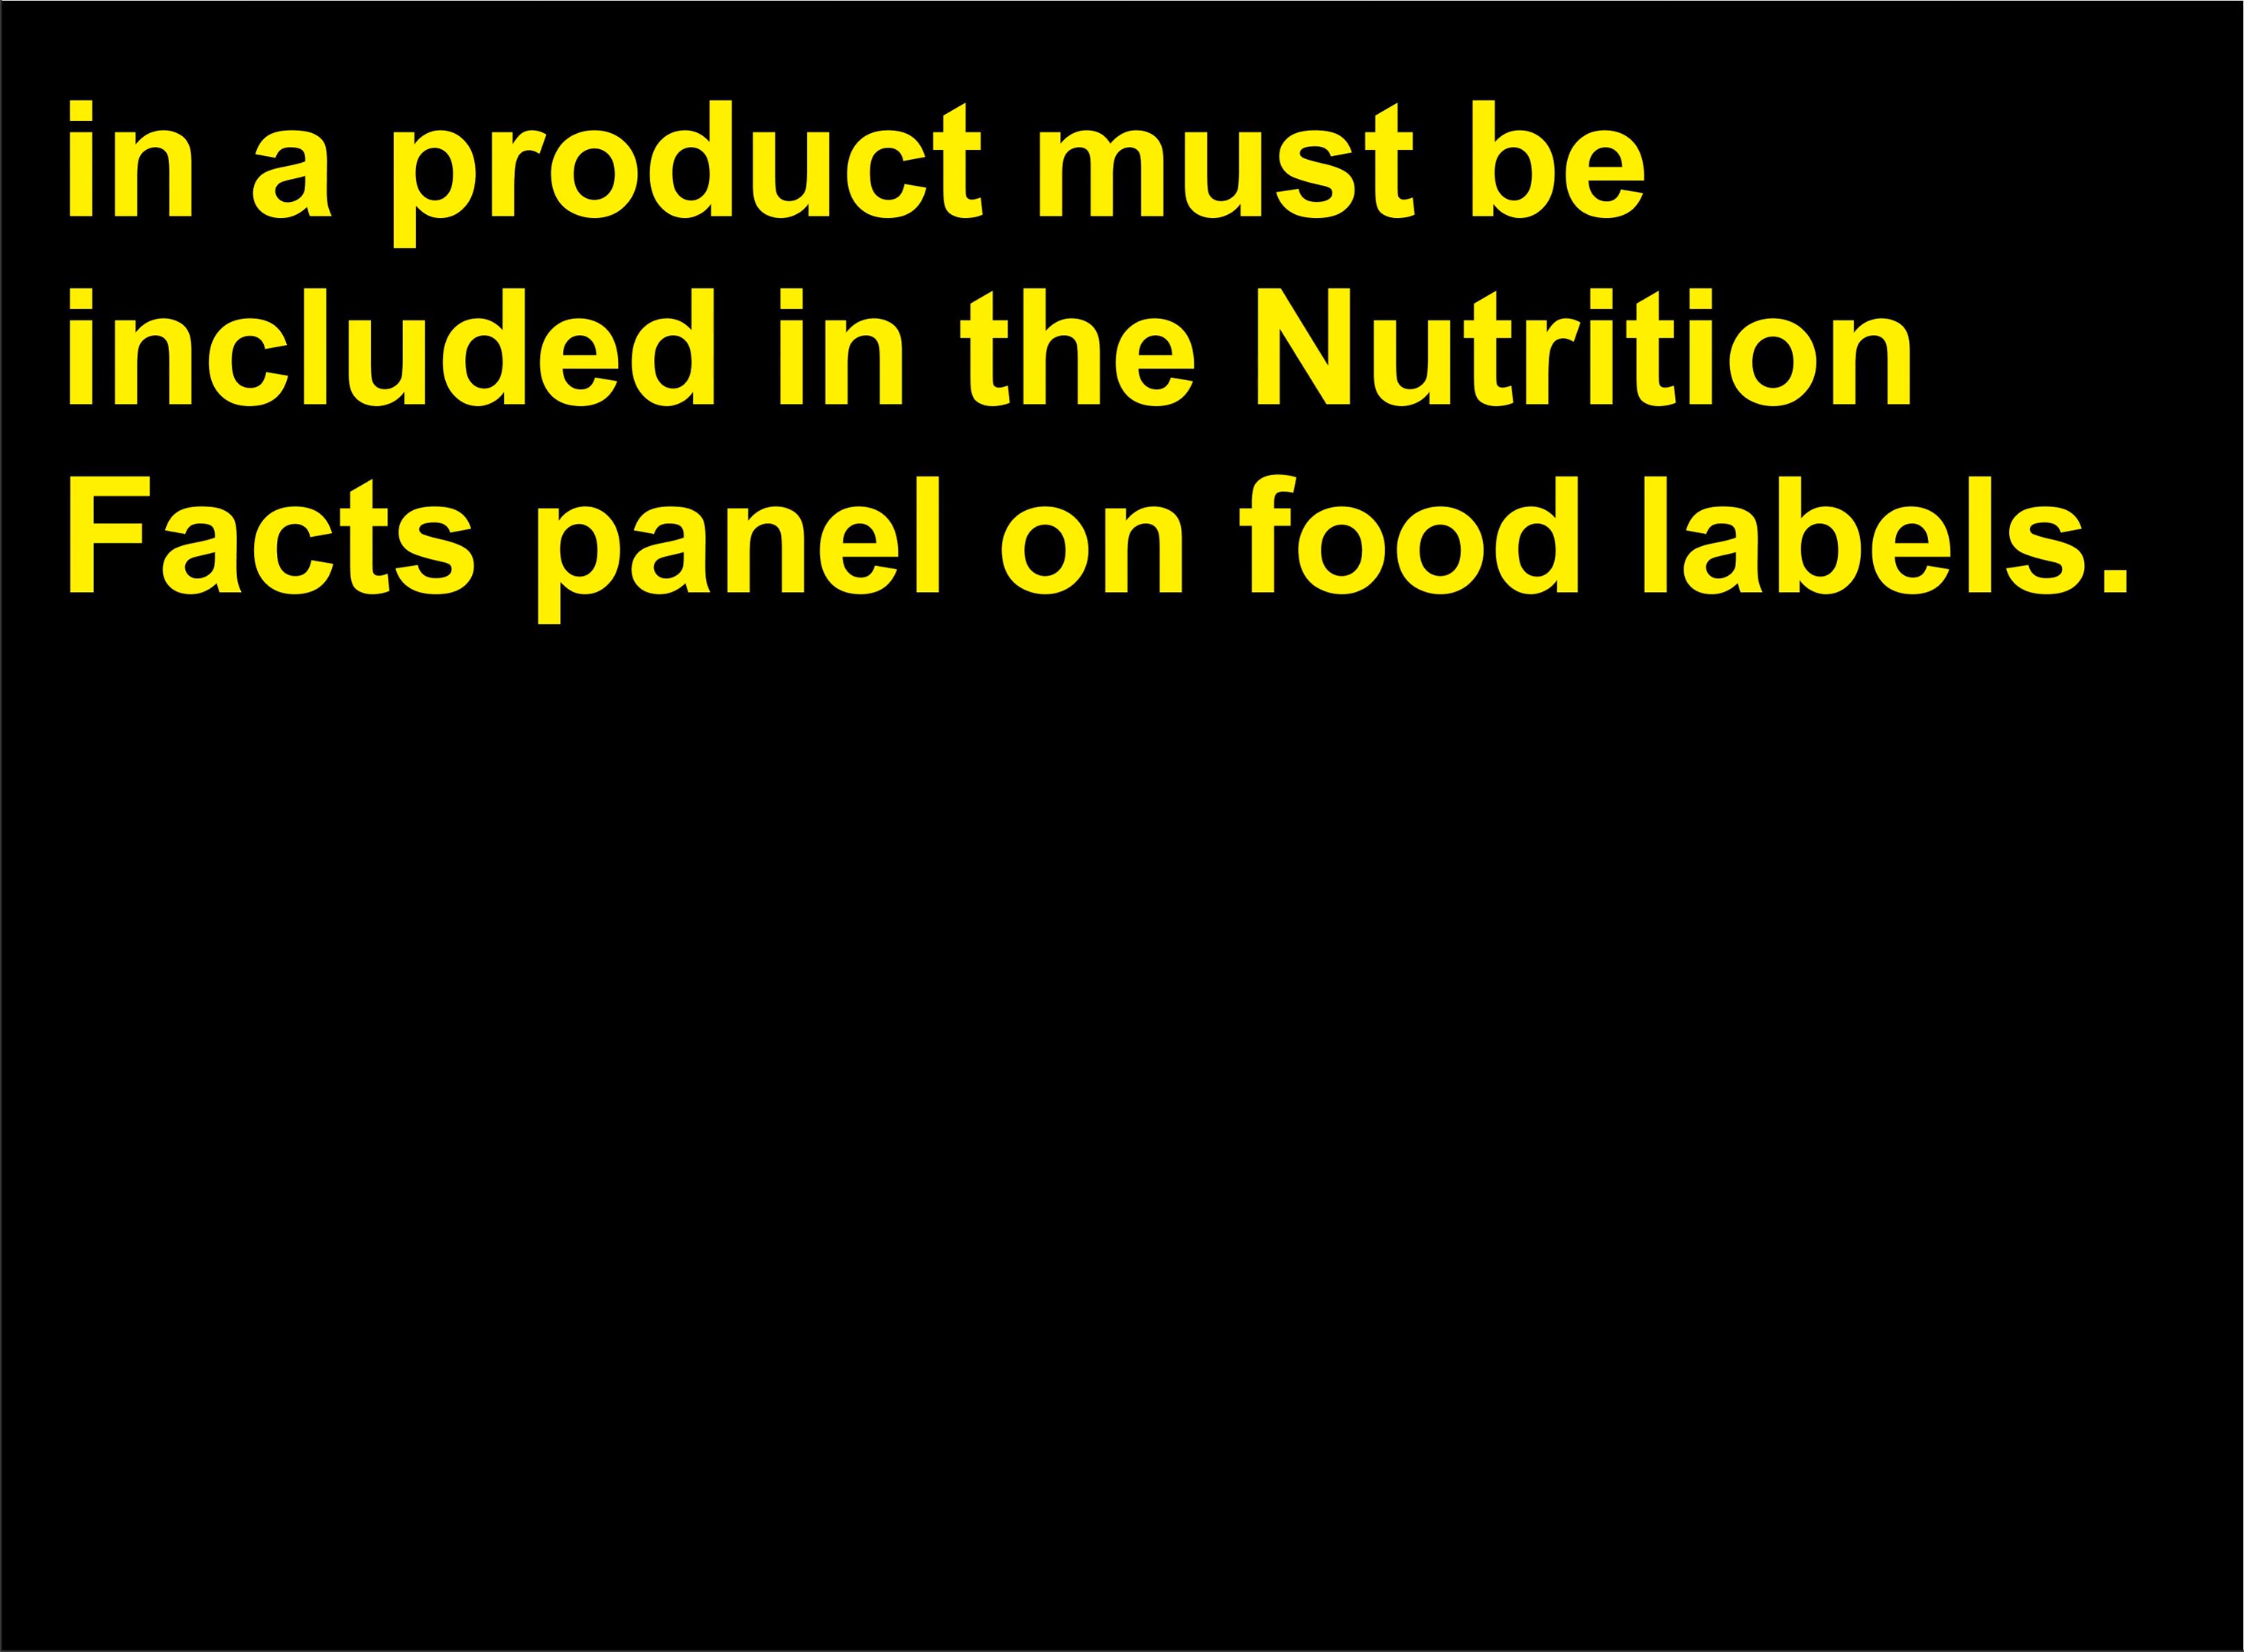 in a product must be
included in the Nutrition
Facts panel on food labels.